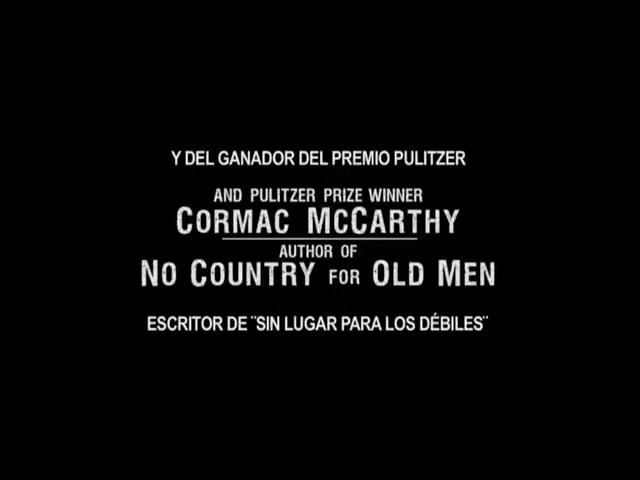 Y DEL GANADOR DEL PREMIO PULITZER
AND PULITZER PRIZE WINNER
CORMAC MCCARTHY
AUTHOR OF
NO COUNTRY FOR OLD MEN
ESCRITOR DE ¨SIN LUGAR PARA LOS DÉBILES¨